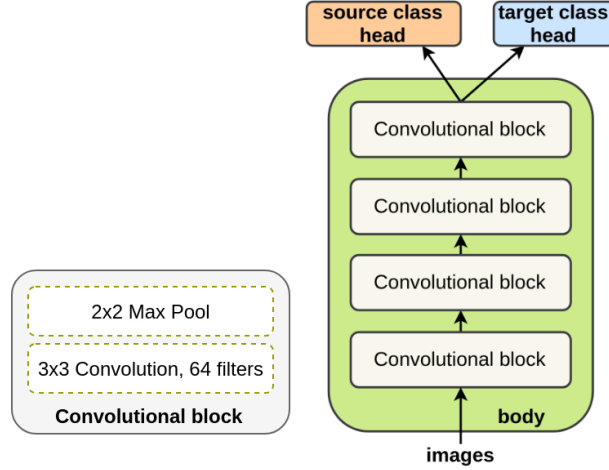 source class
head
target class
head
Convolutional block
Convolutional block
Convolutional block
Convolutional block
body
images
2x2 Max Pool
3x3 Convolution, 64 filters
Convolutional block